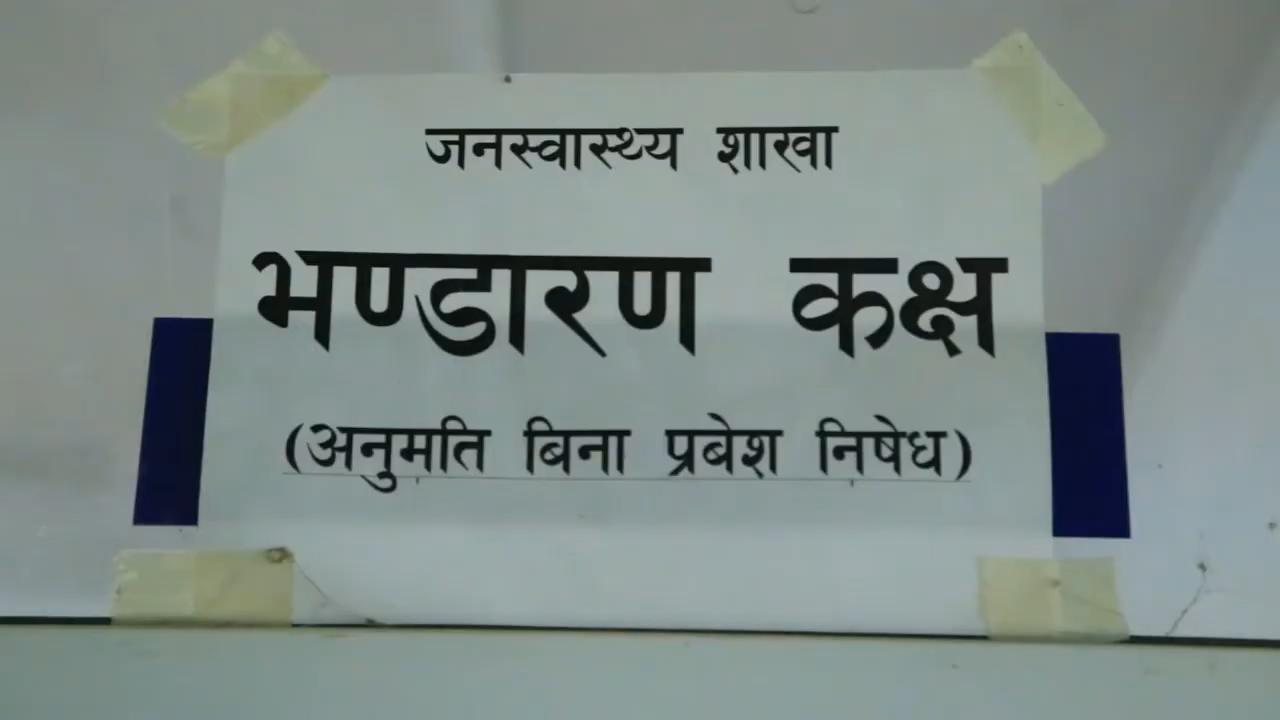 जनस्वास्थ्य शाखा
भण्डारण कक्ष
(अनुमति बिना प्रबेश निषेध)